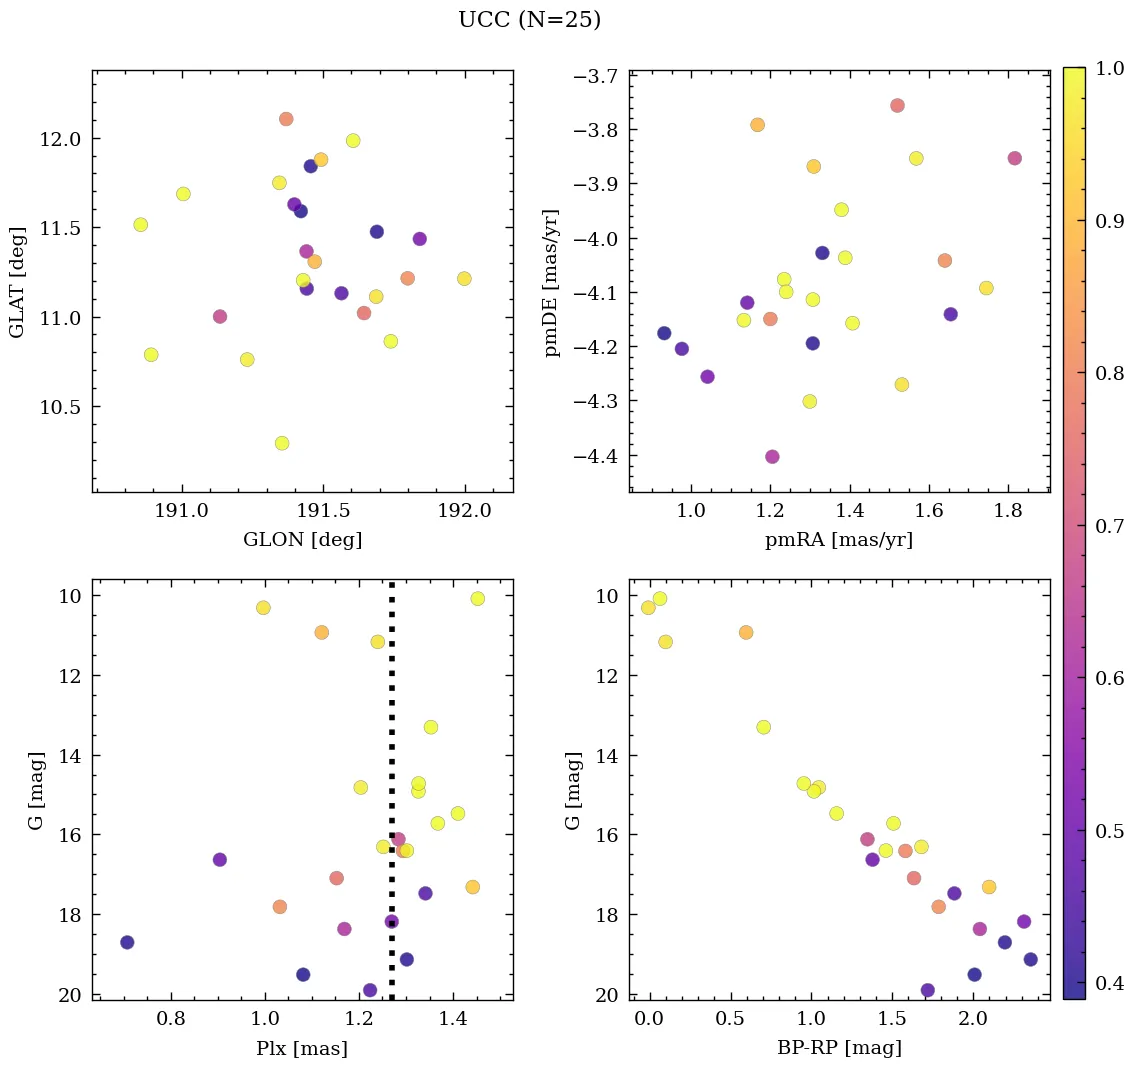 UCC (N=25)
12.0
11.5
11.0
10.5
GLAT [deg]
191.0 191.5 192.0
GLON [deg]
−3.7
−3.8
−3.9
−4.0
−4.1
−4.2
−4.3
−4.4
pmDE [mas/yr]
1.0 1.2 1.4 1.6 1.8
pmRA [mas/yr]
10
12
14
16
18
20
G [mag]
0.8 1.0 1.2 1.4
Plx [mas]
10
12
14
16
18
20
G [mag]
0.0 0.5 1.0 1.5 2.0
BP-RP [mag]
1.0
0.9
0.8
0.7
0.6
0.5
0.4